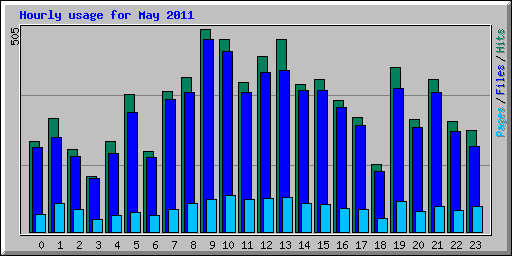 Hourly usage for May 2011
505
Pages/Files/Hits
0 1 2 3 4 5 6 7 8 9 10 11 12 13 14 15 16 17 18 19 20 21 22 23